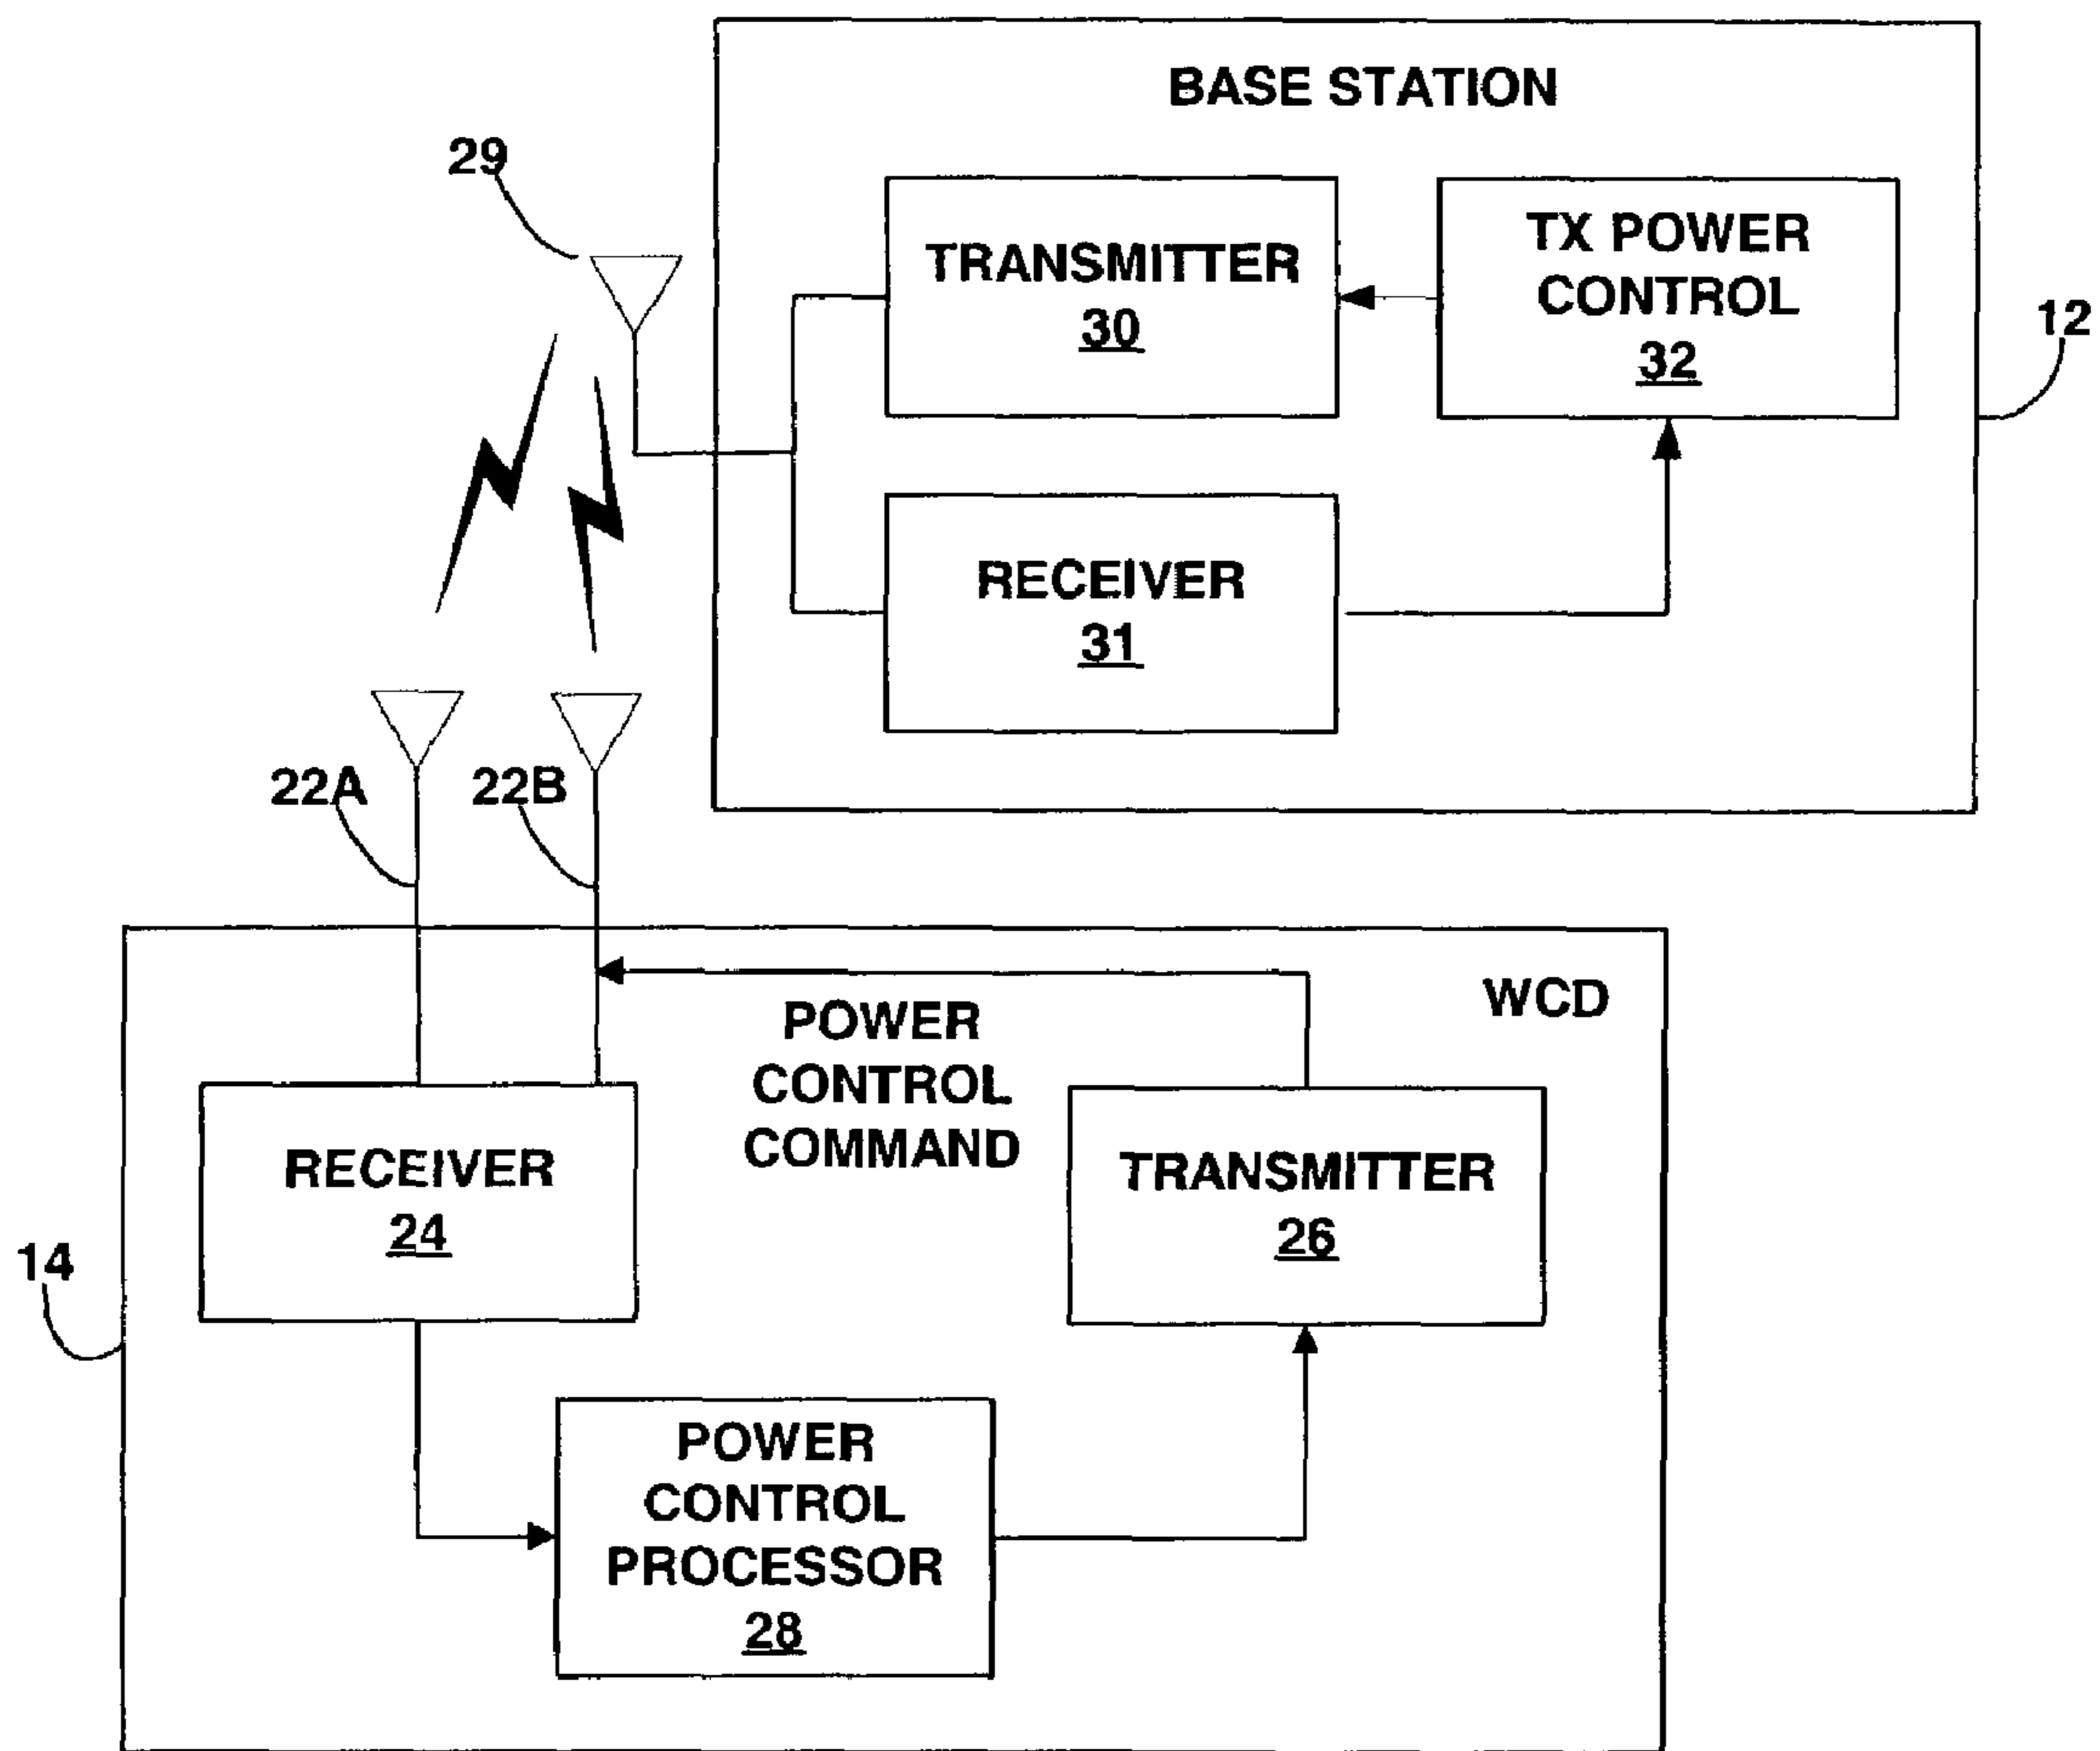 BASE STATION
29
TRANSMITTER
30
TX POWER
CONTROL
32
12
RECEIVER
31
22A
22B
WCD
POWER
CONTROL
COMMAND
RECEIVER
24
TRANSMITTER
26
14
POWER
CONTROL
PROCESSOR
28